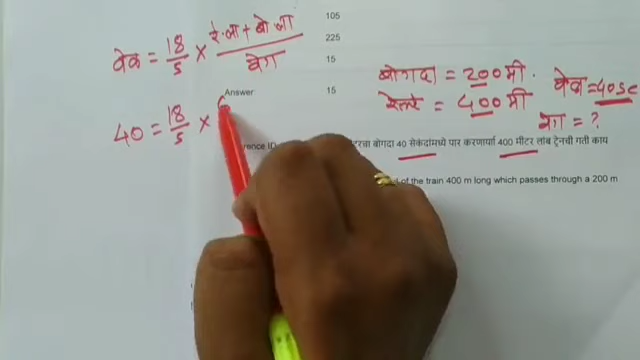 वेळ = 18/5 × रे.जा + बो.जा / वेग
105
225
15
Answer
15
बोगदा = 200 मी.
रेल्वे = 400 मी
वेळ = 40 se
वेग = ?
40 = 18/5 ×
बोगदा 40 सेकंदांमध्ये पार करणार्या 400 मीटर लांब ट्रेनची गती काय
of the train 400 m long which passes through a 200 m